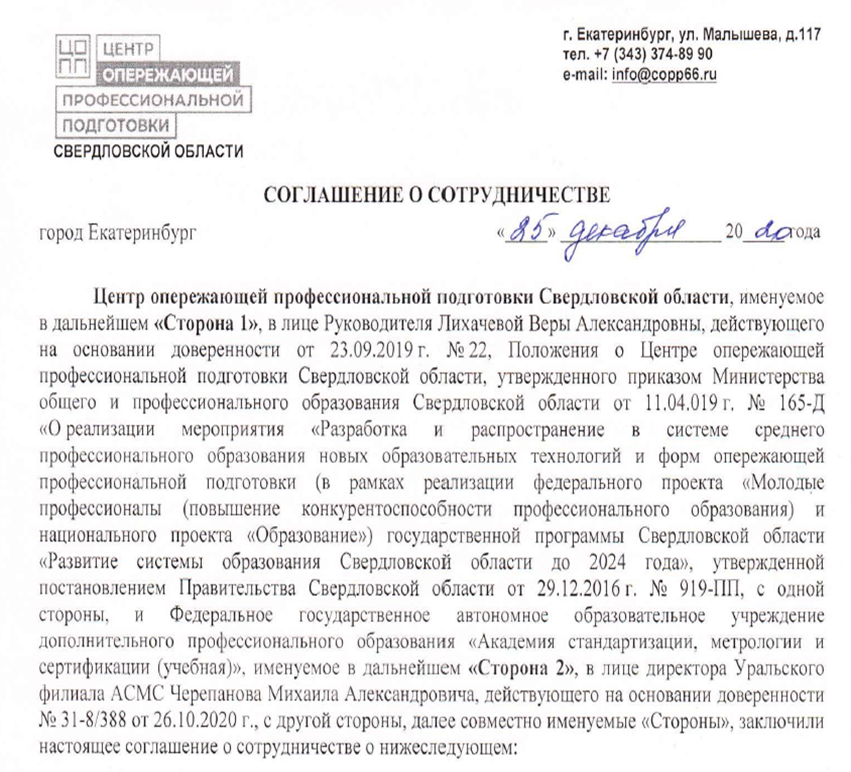 ЦО
ПП
ЦЕНТР
ОПЕРЕЖАЮЩЕЙ
ПРОФЕССИОНАЛЬНОЙ
ПОДГОТОВКИ
СВЕРДЛОВСКОЙ ОБЛАСТИ
г. Екатеринбург, ул. Малышева, д.117
тел. +7 (343) 374-89 90
e-mail: info@copp66.ru
СОГЛАШЕНИЕ О СОТРУДНИЧЕСТВЕ
город Екатеринбург «25» декабря 2020 года
Центр опережающей профессиональной подготовки Свердловской области, именуемое
в дальнейшем «Сторона 1», в лице Руководителя Лихачевой Веры Александровны, действующего
на основании доверенности от 23.09.2019 г. № 22, Положения о Центре опережающей
профессиональной подготовки Свердловской области, утвержденного приказом Министерства
общего и профессионального образования Свердловской области от 11.04.019 г. № 165-Д
«О реализации мероприятия «Разработка и распространение в системе среднего
профессионального образования новых образовательных технологий и форм опережающей
профессиональной подготовки (в рамках реализации федерального проекта «Молодые
профессионалы (повышение конкурентоспособности профессионального образования) и
национального проекта «Образование») государственной программы Свердловской области
«Развитие системы образования Свердловской области до 2024 года», утвержденной
постановлением Правительства Свердловской области от 29.12.2016 г. № 919-ПП, с одной
стороны, и Федеральное государственное автономное образовательное учреждение
дополнительного профессионального образования «Академия стандартизации, метрологии и
сертификации (учебная)», именуемое в дальнейшем «Сторона 2», в лице директора Уральского
филиала АСМС Черепанова Михаила Александровича, действующего на основании доверенности
№ 31-8/388 от 26.10.2020 г., с другой стороны, далее совместно именуемые «Стороны», заключили
настоящее соглашение о сотрудничестве о нижеследующем: